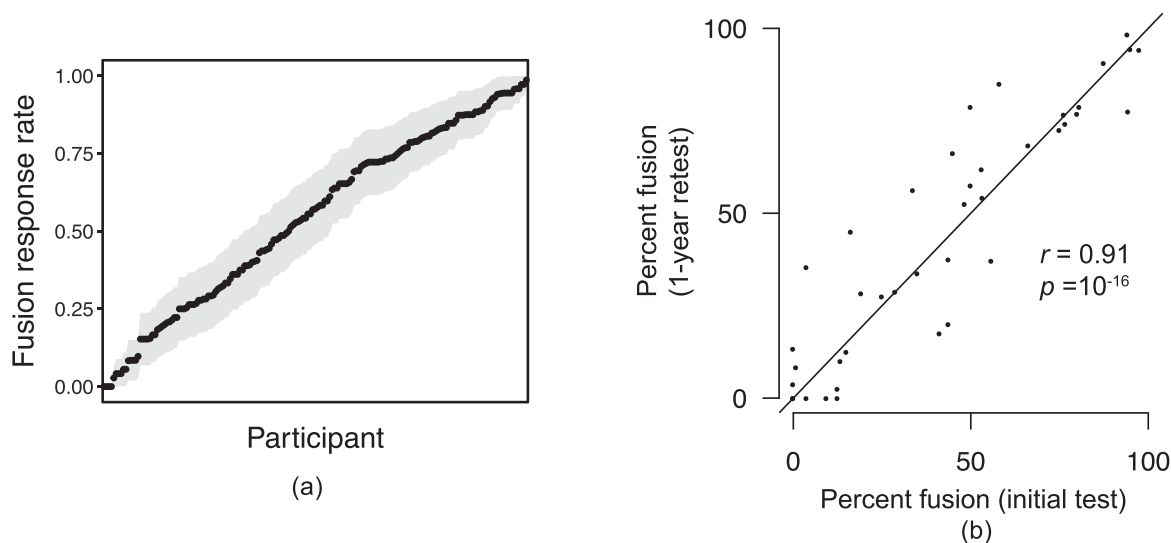 Fusion response rate
1.00
0.75
0.50
0.25
0.00
Participant
(a)
Percent fusion
(1-year retest)
100
50
0
r = 0.91
p =10-16
0 50 100
Percent fusion (initial test)
(b)